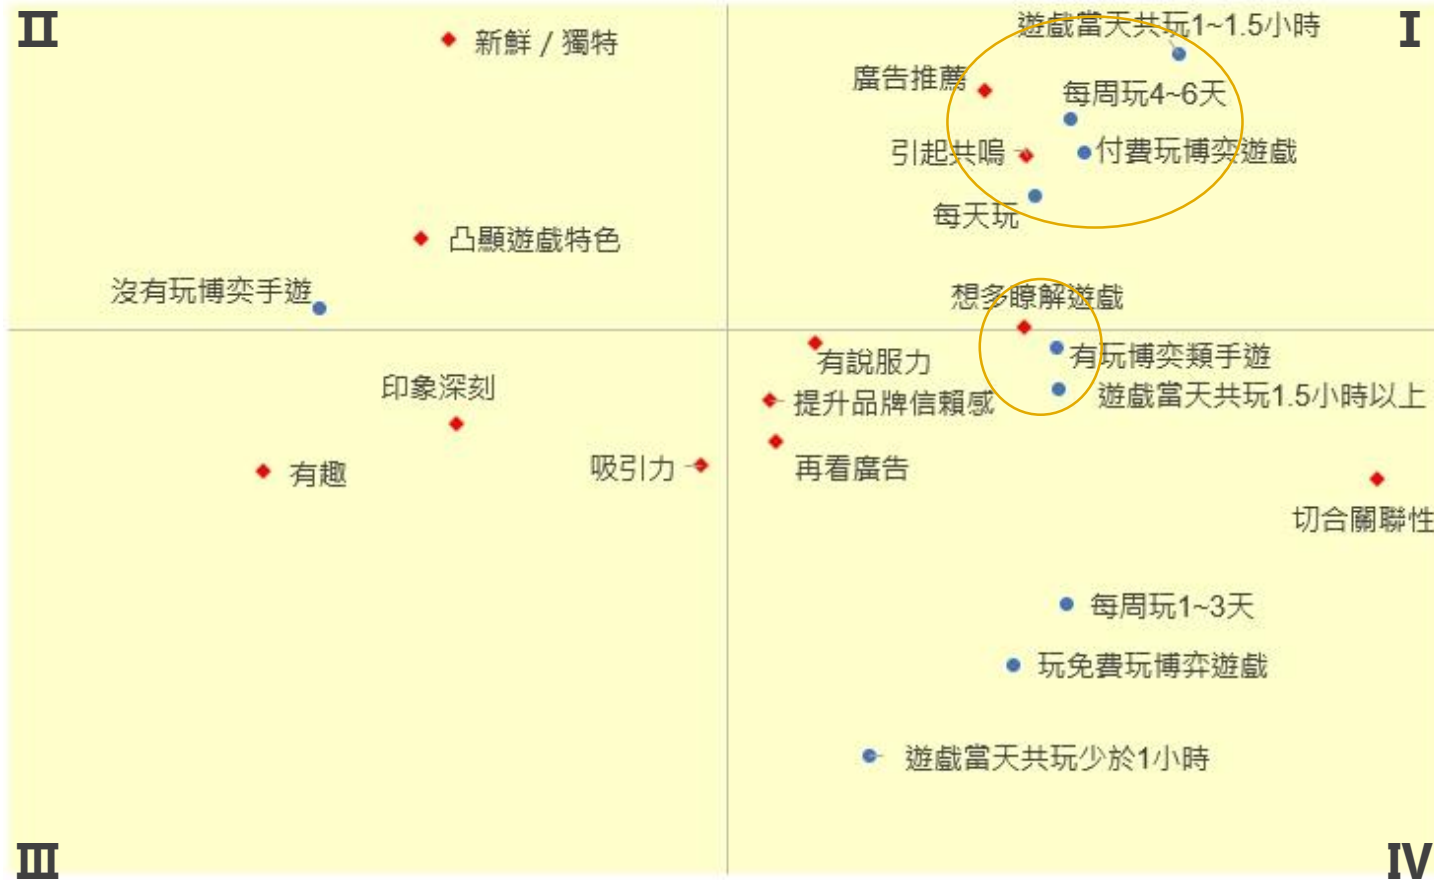 II
I
新鮮 / 獨特
遊戲當天共玩1~1.5小時
廣告推薦
每周玩4~6天
引起共鳴
付費玩博奕遊戲
每天玩
凸顯遊戲特色
沒有玩博奕手遊
想多瞭解遊戲
有說服力
有玩博奕類手遊
印象深刻
提升品牌信賴感
遊戲當天共玩1.5小時以上
有趣
吸引力
再看廣告
切合關聯性
每周玩1~3天
玩免費玩博弈遊戲
遊戲當天共玩少於1小時
III
IV